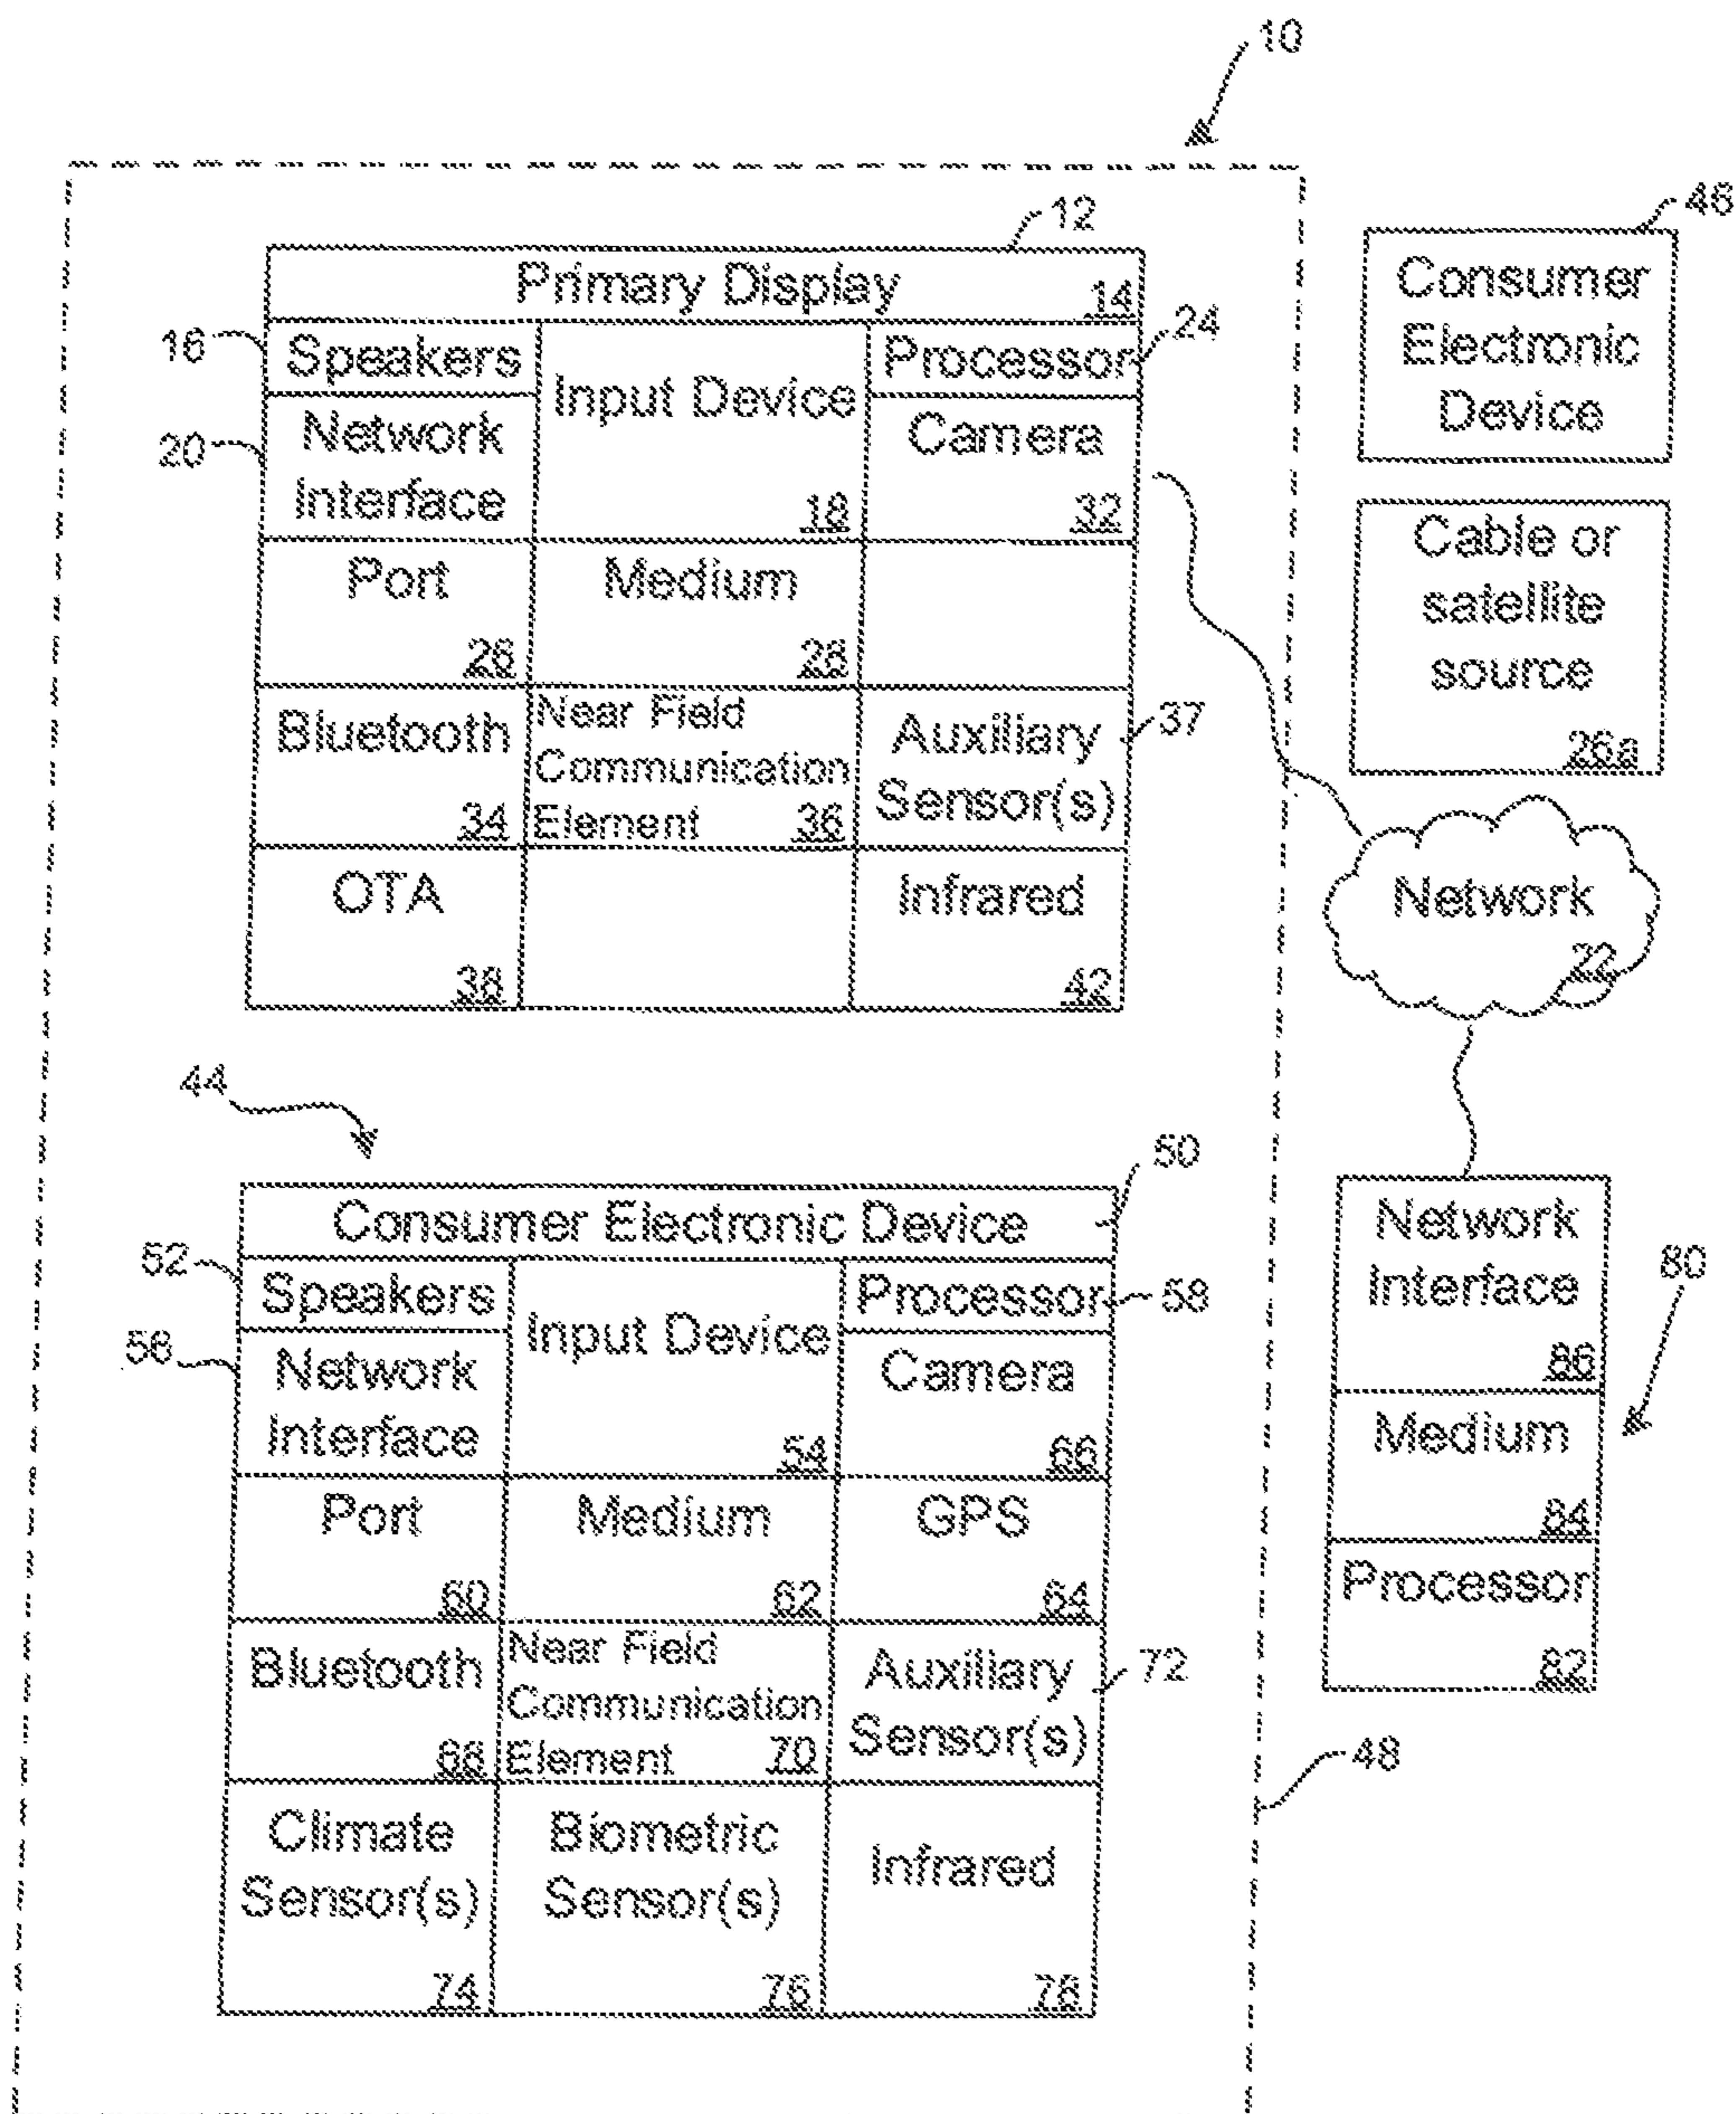 10
12
46
Primary Display 14
Consumer
Electronic
Device
16
Speakers
Input Device
18
Processor
24
20
Network
Interface
Camera
32
Cable or
satellite
source
26a
Port
26
Medium
28
Bluetooth
34
Near Field
Communication
Element 36
Auxiliary
Sensor(s)
37
Network
22
OTA
38
Infrared
42
44
50
Consumer Electronic Device
52
Speakers
Input Device
54
Processor
58
56
Network
Interface
Camera
66
Network
Interface
86
80
Port
60
Medium
62
GPS
64
Medium
84
Processor
82
Bluetooth
68
Near Field
Communication
Element 70
Auxiliary
Sensor(s)
72
48
Climate
Sensor(s)
74
Biometric
Sensor(s)
76
Infrared
78